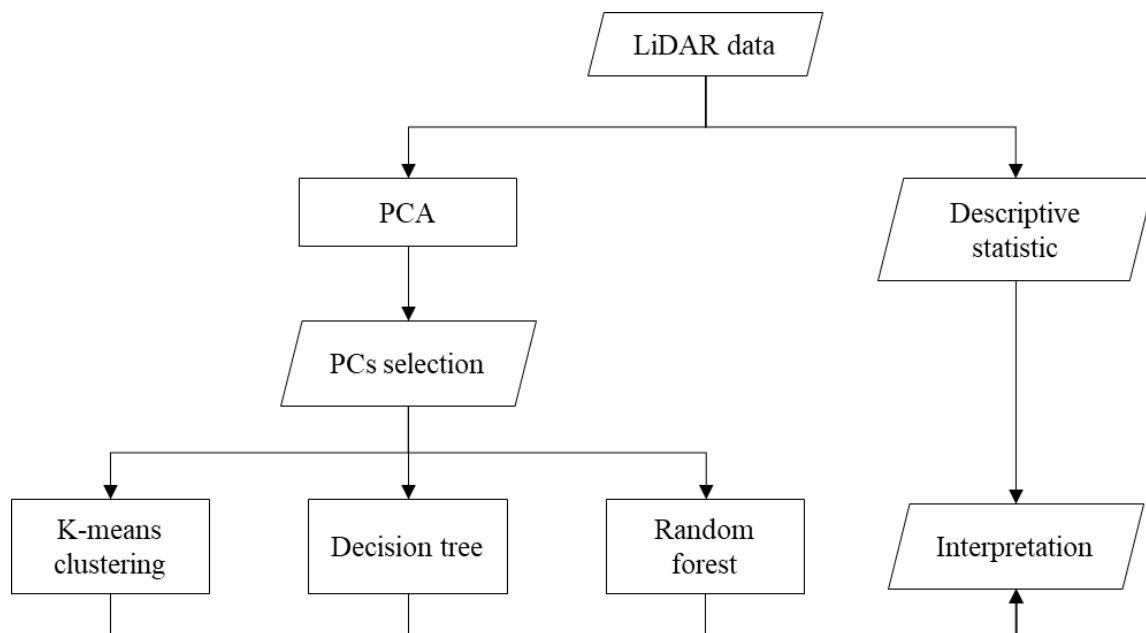 LiDAR data
PCA
Descriptive
statistic
PCs selection
K-means
clustering
Decision tree
Random
forest
Interpretation